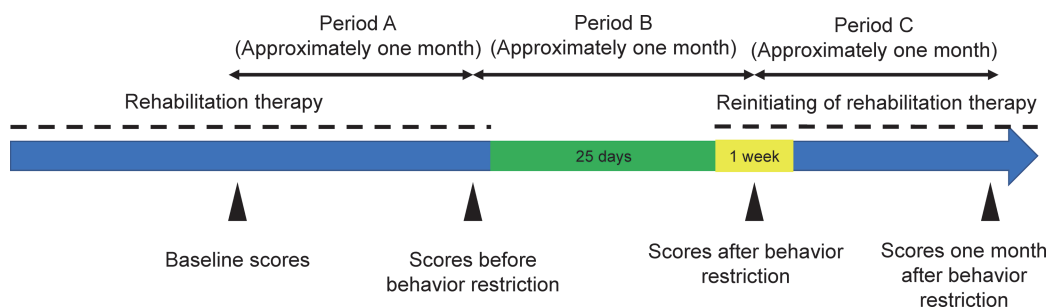 Period A
(Approximately one month)
Period B
(Approximately one month)
Period C
(Approximately one month)
Rehabilitation therapy
Reinitiating of rehabilitation therapy
25 days
1 week
Baseline scores
Scores before
behavior restriction
Scores after behavior
restriction
Scores one month
after behavior
restriction